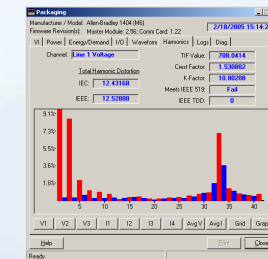 Packaging
Manufacturer / Model: Allen-Bradley 1404 (M6)
2/18/2005 15:14:2
Firmware Revision(s): Master Module: 2.56; Comm Card: 1.22
VI Power Energy/Demand I/O Waveform Harmonics Logs Diag
Channel: Line 1 Voltage
TIF Value: 708.0414
Total Harmonic Distortion
Crest Factor: 1.530882
IEC: 12.43168
K-Factor: 10.00208
Meets IEEE 519: Fail
IEEE: 12.52888
IEEE TDD: 0
9.1%
7.5%
5.5%
3.6%
1.8%
5 10 15 20 25 30 35 40
V1 V2 V3 I1 I2 I3 I4 Avg V Avg I Grid Grap
Help Print Close
Ready